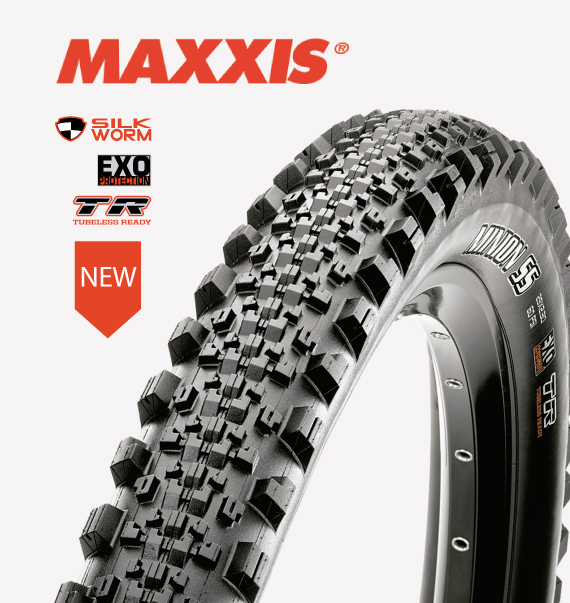 MAXXIS®
SILK
WORM
EXO
PROTECTION
TR
TUBELESS READY
NEW
MINION SS
EXO
TR
TUBELESS READY